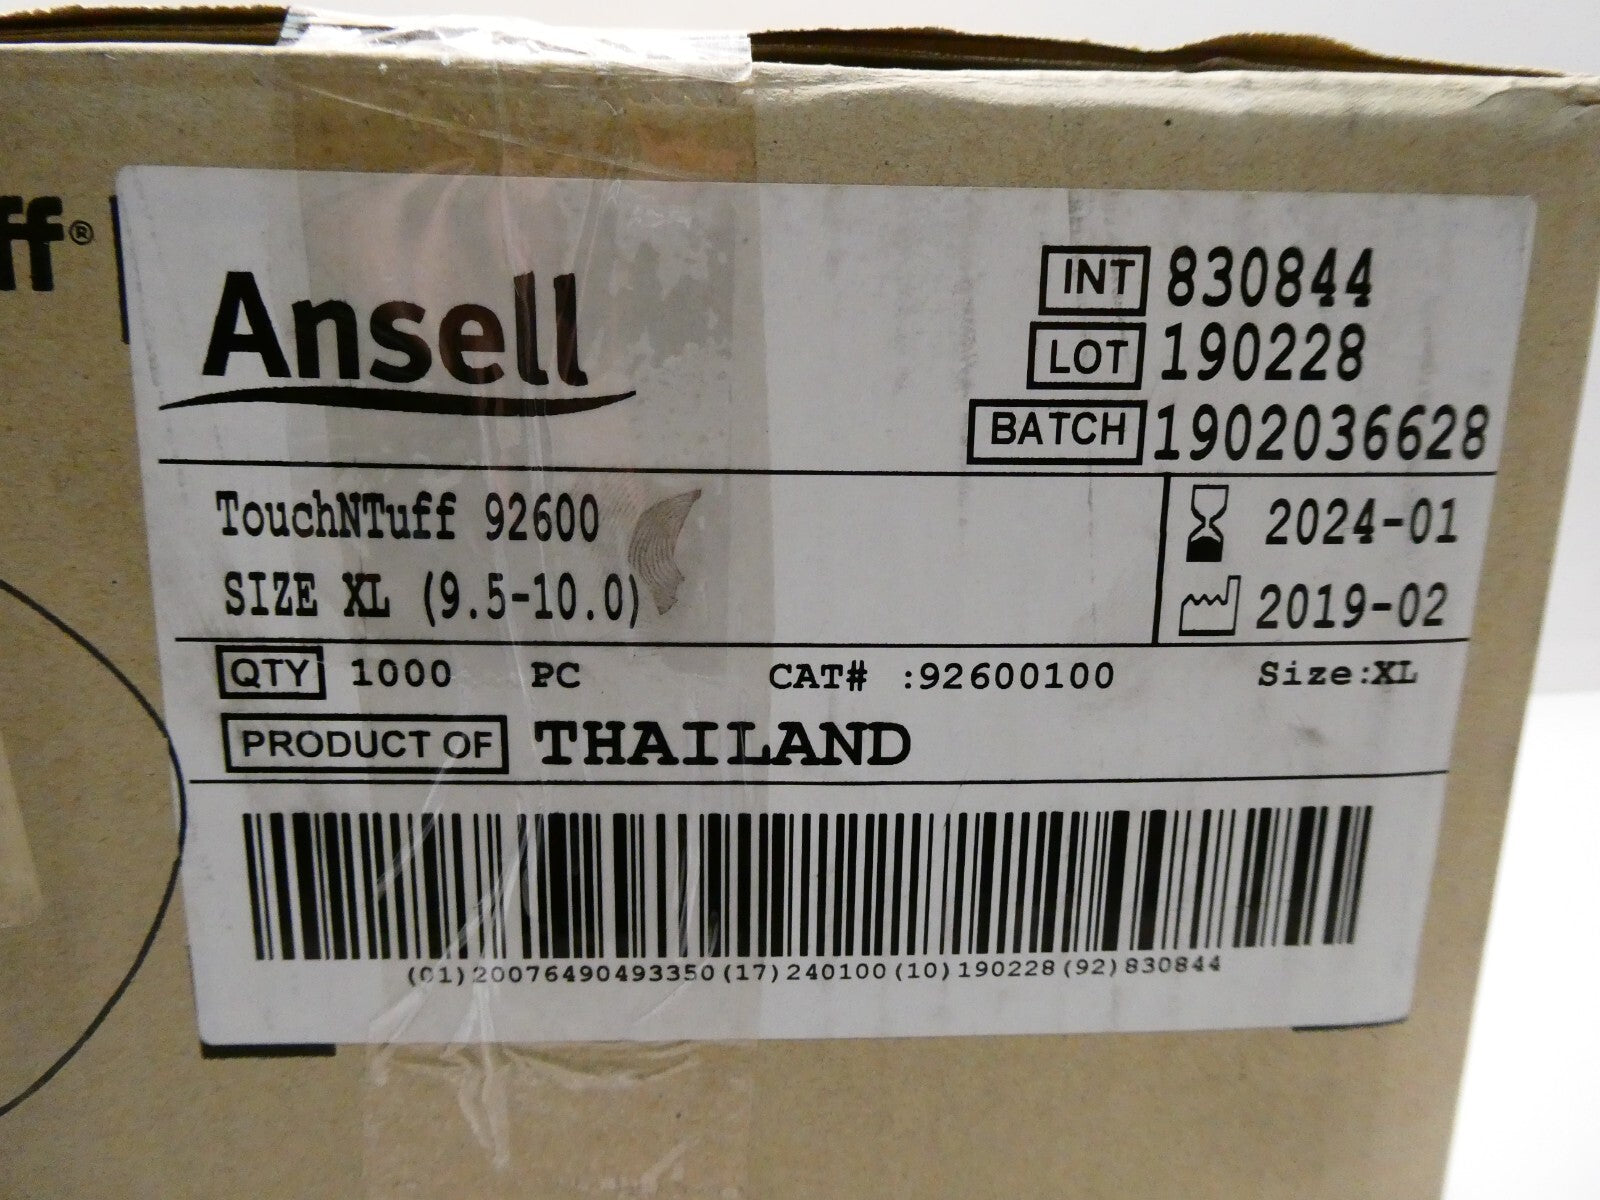 ff®
Ansell
INT 830844
LOT 190228
BATCH 1902036628
TouchNTuff 92600
SIZE XL (9.5-10.0)
2024-01
2019-02
QTY 1000 PC CAT# :92600100 Size:XL
PRODUCT OF THAILAND
(01)20076490493350(17)240100(10)190228(92)830844